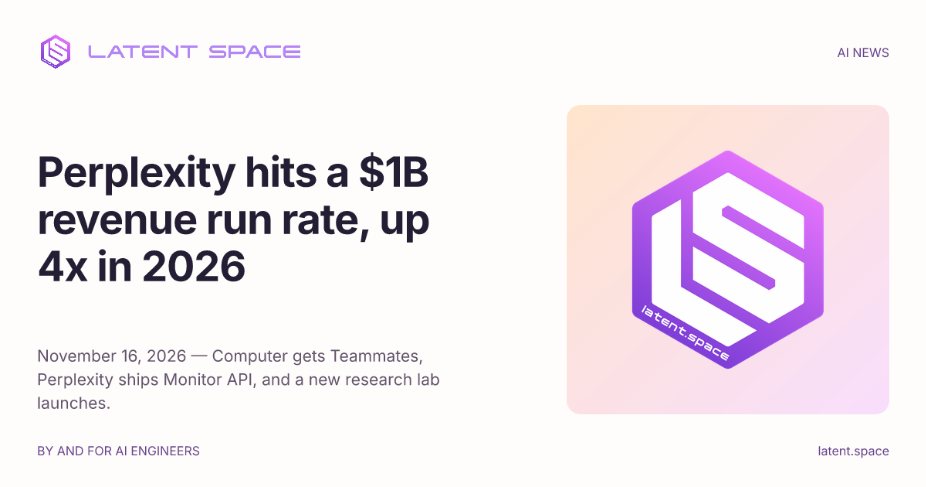 LATENT SPACE
AI NEWS
Perplexity hits a $1B
revenue run rate, up
4x in 2026
November 16, 2026 — Computer gets Teammates,
Perplexity ships Monitor API, and a new research lab
launches.
latent.space
BY AND FOR AI ENGINEERS
latent.space